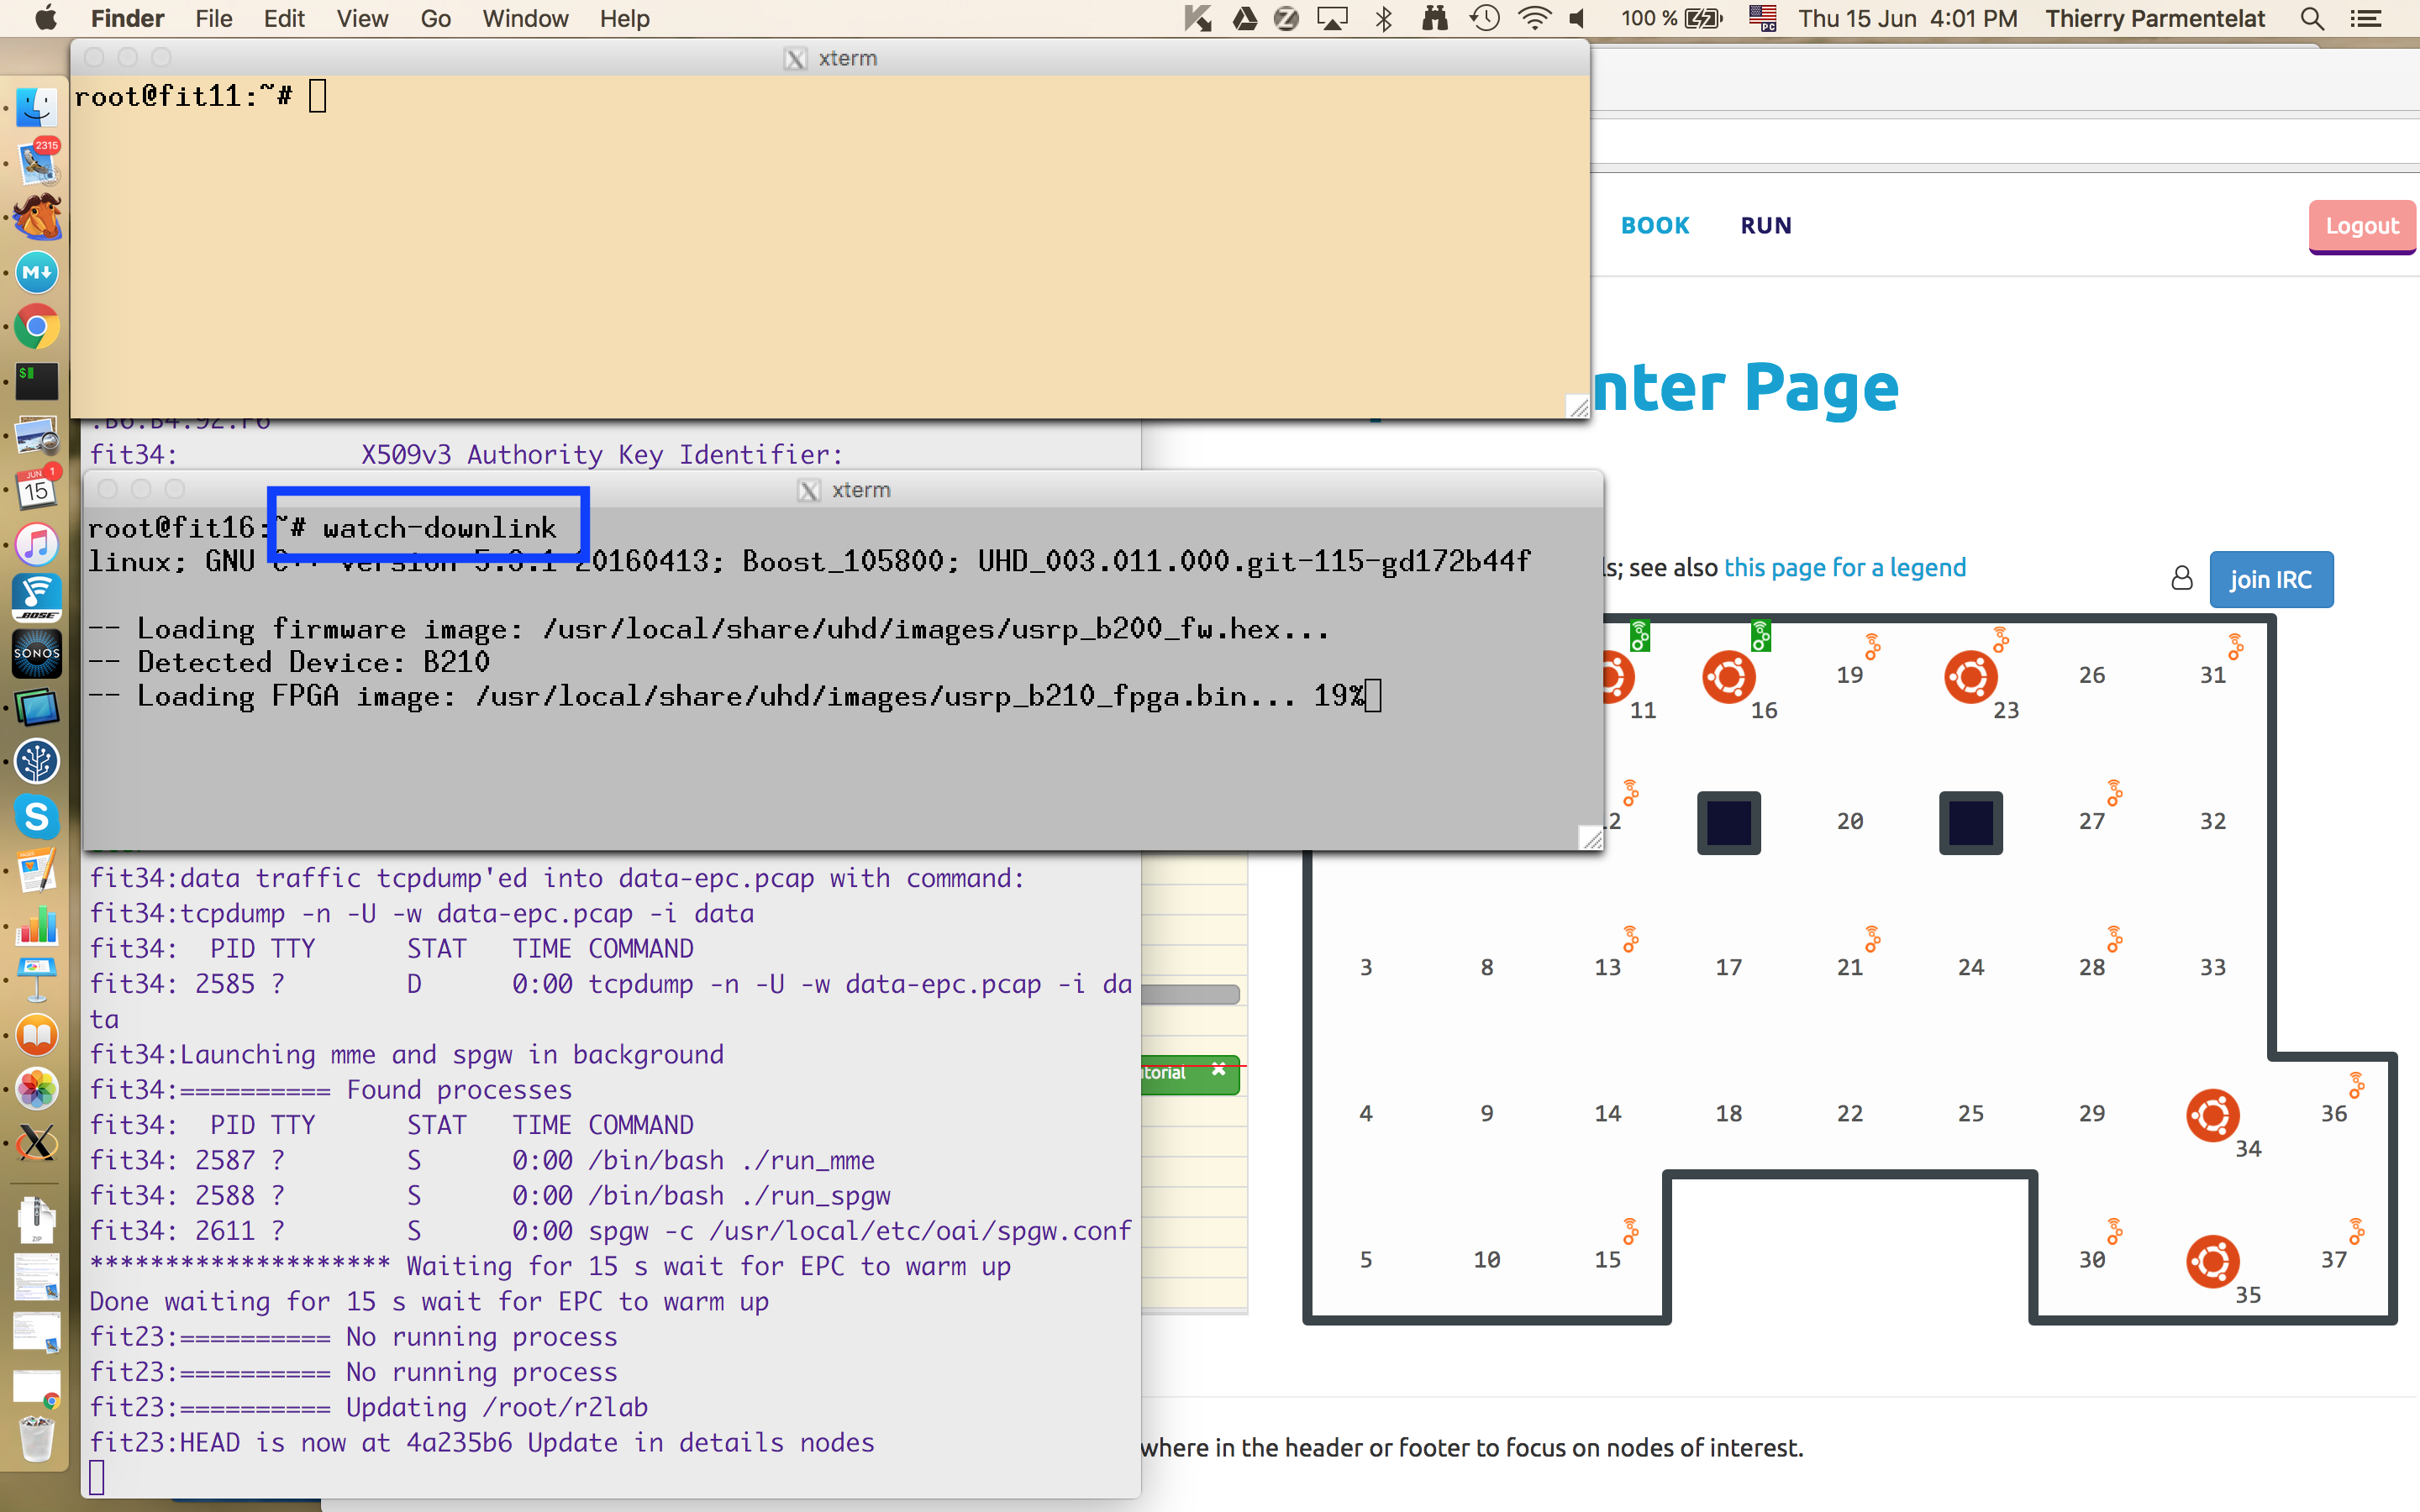 Finder File Edit View Go Window Help 100 % Thu 15 Jun 4:01 PM Thierry Parmentelat
xterm
root@fit11:~#
2315
BOOK RUN Logout
nter Page
fit34: X509v3 Authority Key Identifier:
xterm
root@fit16:~# watch-downlink
20160413; Boost_105800; UHD_003.011.000.git-115-gd172b44f
linux; GNU
-- Loading firmware image: /usr/local/share/uhd/images/usrp_b200_fw.hex...
-- Detected Device: B210
-- Loading FPGA image: /usr/local/share/uhd/images/usrp_b210_fpga.bin... 19%
JUN 1
15
BOSE
SONOS
ZIP
PC
s; see also this page for a legend
join IRC
11 16 19 23 26 31
20 27 32
3 8 13 17 21 24 28 33
4 9 14 18 22 25 29 34 36
5 10 15 30 35 37
fit34:data traffic tcpdump'ed into data-epc.pcap with command:
fit34:tcpdump -n -U -w data-epc.pcap -i data
fit34: PID TTY STAT TIME COMMAND
fit34: 2585 ? D 0:00 tcpdump -n -U -w data-epc.pcap -i da
ta
fit34:Launching mme and spgw in background
fit34:========== Found processes
fit34: PID TTY STAT TIME COMMAND
fit34: 2587 ? S 0:00 /bin/bash ./run_mme
fit34: 2588 ? S 0:00 /bin/bash ./run_spgw
fit34: 2611 ? S 0:00 spgw -c /usr/local/etc/oai/spgw.conf
******************** Waiting for 15 s wait for EPC to warm up
Done waiting for 15 s wait for EPC to warm up
fit23:========== No running process
fit23:========== No running process
fit23:========== Updating /root/r2lab
fit23:HEAD is now at 4a235b6 Update in details nodes
torial
where in the header or footer to focus on nodes of interest.